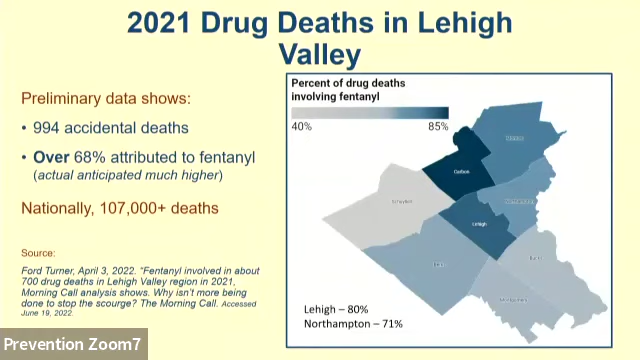 2021 Drug Deaths in Lehigh
Valley
Preliminary data shows:
• 994 accidental deaths
• Over 68% attributed to fentanyl
(actual anticipated much higher)
Nationally, 107,000+ deaths
Source:
Ford Turner, April 3, 2022. “Fentanyl involved in about
700 drug deaths in Lehigh Valley region in 2021,
Morning Call analysis shows. Why isn't more being
done to stop the scourge? The Morning Call. Accessed
June 19, 2022.
Percent of drug deaths
involving fentanyl
40% 85%
Carbon
Lehigh
Lehigh – 80%
Northampton – 71%
Prevention Zoom7